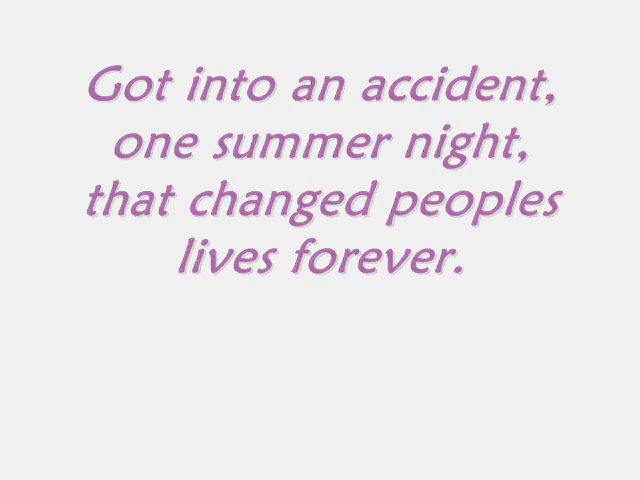 Got into an accident,
one summer night,
that changed peoples
lives forever.